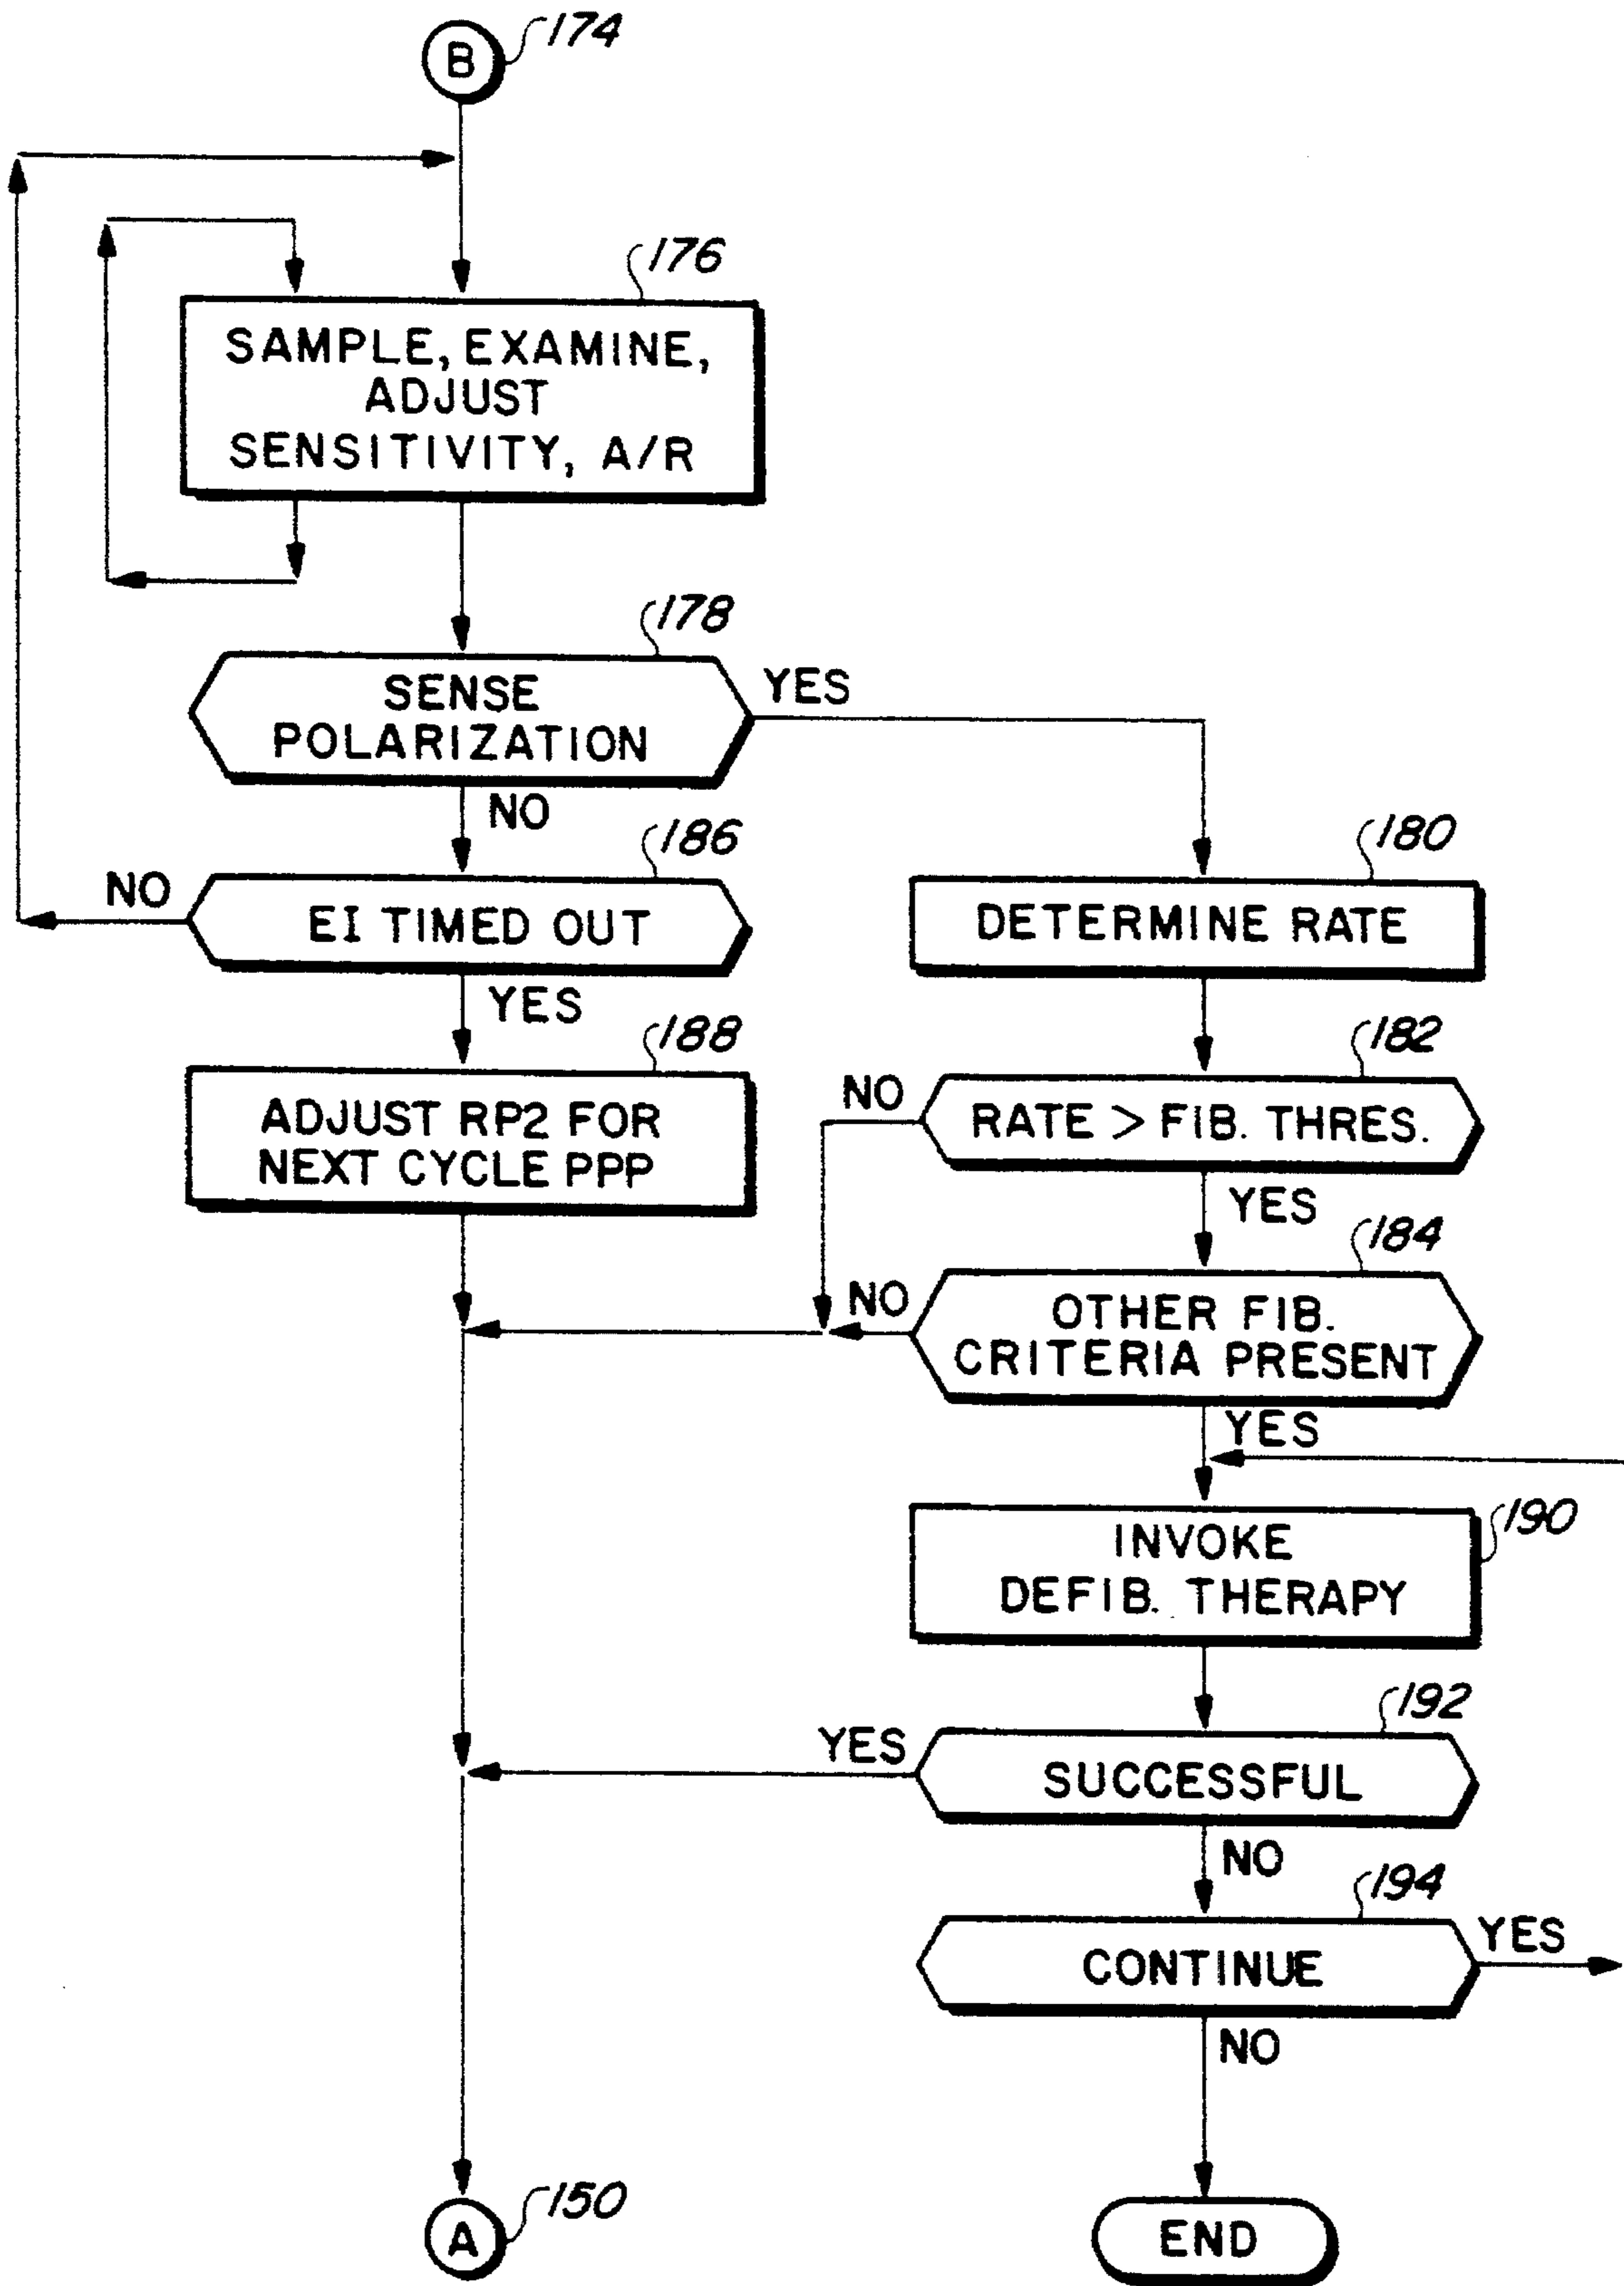 B
174
176
SAMPLE, EXAMINE,
ADJUST
SENSITIVITY, A/R
178
SENSE
POLARIZATION
YES
NO
186
EI TIMED OUT
NO
YES
188
ADJUST RP2 FOR
NEXT CYCLE PPP
180
DETERMINE RATE
182
RATE > FIB. THRES.
NO
YES
184
OTHER FIB.
CRITERIA PRESENT
NO
YES
190
INVOKE
DEFIB. THERAPY
192
SUCCESSFUL
YES
NO
194
CONTINUE
YES
NO
A
150
END